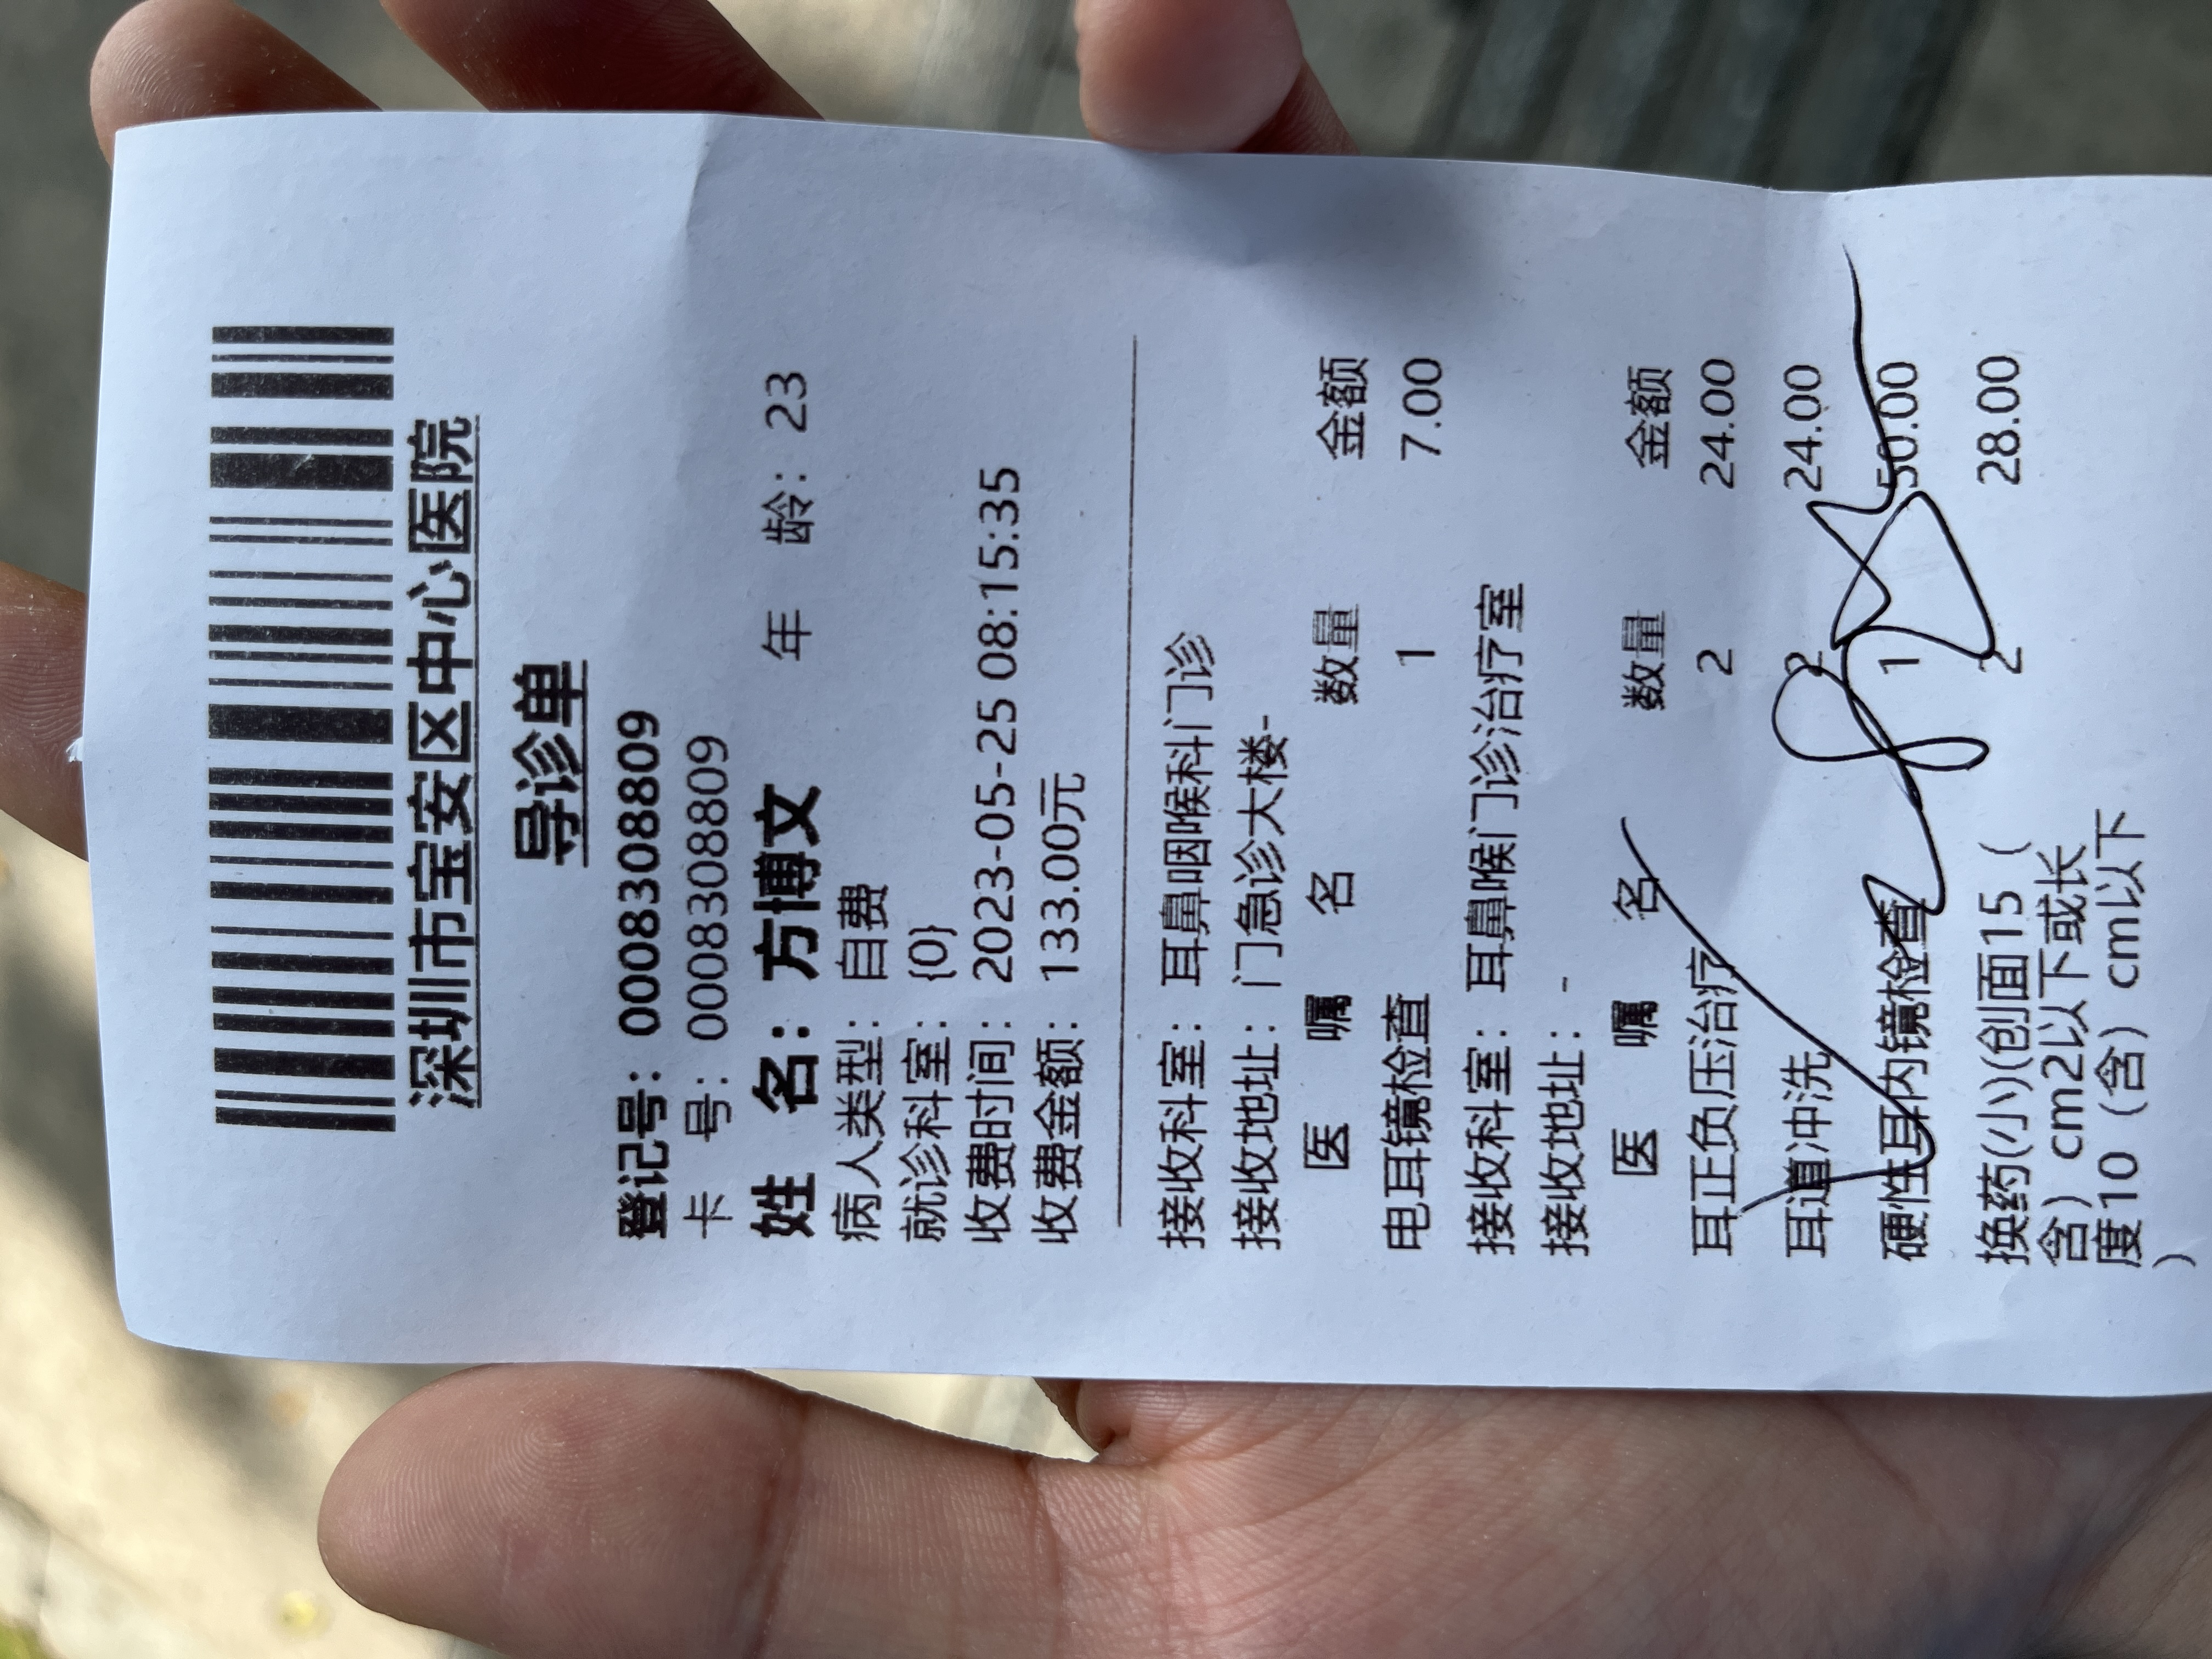 深圳市宝安区中心医院
导诊单
登记号：0008308809
卡 号：0008308809
姓 名：方博文 年 龄：23
病人类型：自费
就诊科室：{0}
收费时间：2023-05-25 08:15:35
收费金额：133.00元
接收科室：耳鼻咽喉科门诊
接收地址：门急诊大楼-
医 嘱 名 数量 金额
电耳镜检查 1 7.00
接收科室：耳鼻喉门诊治疗室
接收地址：-
医 嘱 名 数量 金额
耳正负压治疗 2 24.00
耳道冲洗 2 24.00
硬性耳内镜检查 1 50.00
换药(小)(创面15（ 2 28.00
含）cm2以下或长
度10（含）cm以下
)